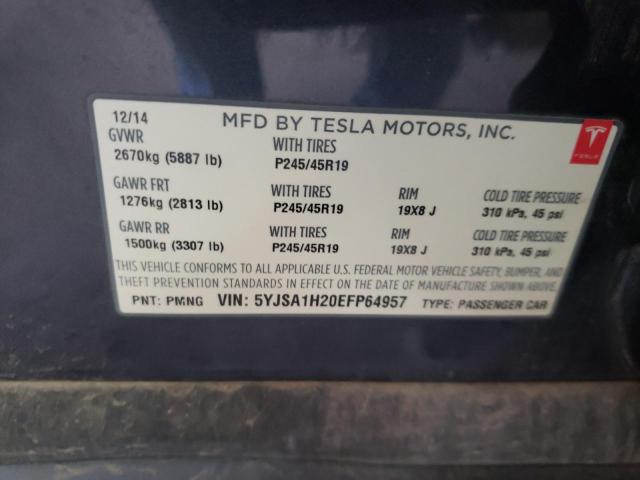 12/14 MFD BY TESLA MOTORS, INC.
GVWR WITH TIRES
2670kg (5887 lb) P245/45R19
TESLA
GAWR FRT WITH TIRES RIM COLD TIRE PRESSURE
1276kg (2813 lb) P245/45R19 19X8 J 310 kPa, 45 psi
GAWR RR WITH TIRES RIM COLD TIRE PRESSURE
1500kg (3307 lb) P245/45R19 19X8 J 310 kPa, 45 psi
THIS VEHICLE CONFORMS TO ALL APPLICABLE U.S. FEDERAL MOTOR VEHICLE SAFETY, BUMPER, AND
THEFT PREVENTION STANDARDS IN EFFECT ON THE DATE OF MANUFACTURE SHOWN ABOVE.
PNT: PMNG VIN: 5YJSA1H20EFP64957 TYPE: PASSENGER CAR